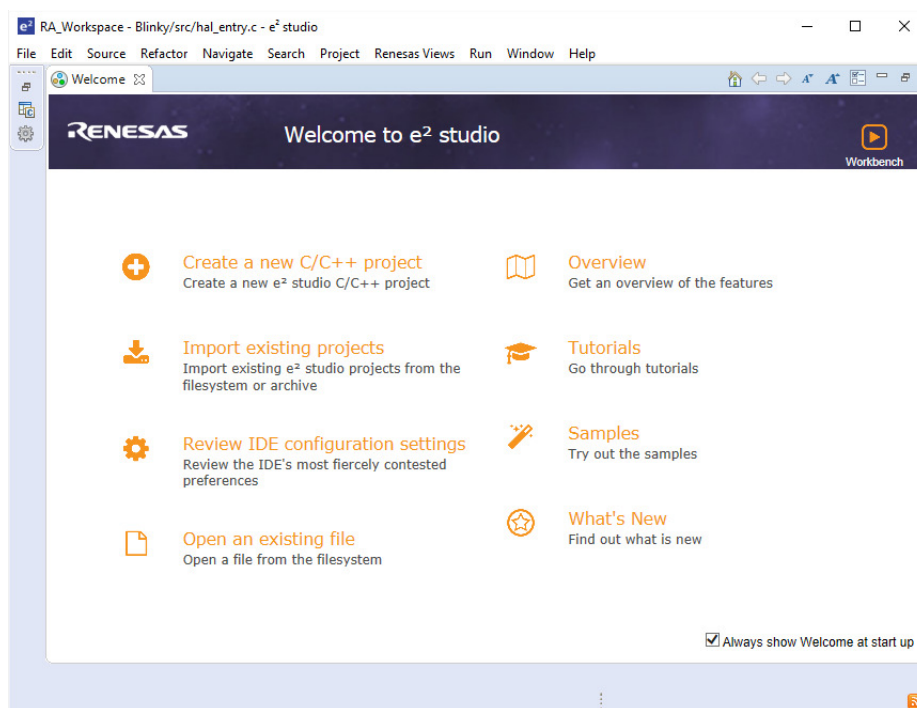 e² RA_Workspace - Blinky/src/hal_entry.c - e² studio
File Edit Source Refactor Navigate Search Project Renesas Views Run Window Help
Welcome
RENESAS
Welcome to e² studio
Workbench
Create a new C/C++ project
Create a new e² studio C/C++ project
Import existing projects
Import existing e² studio projects from the
filesystem or archive
Review IDE configuration settings
Review the IDE's most fiercely contested
preferences
Open an existing file
Open a file from the filesystem
Overview
Get an overview of the features
Tutorials
Go through tutorials
Samples
Try out the samples
What's New
Find out what is new
Always show Welcome at start up